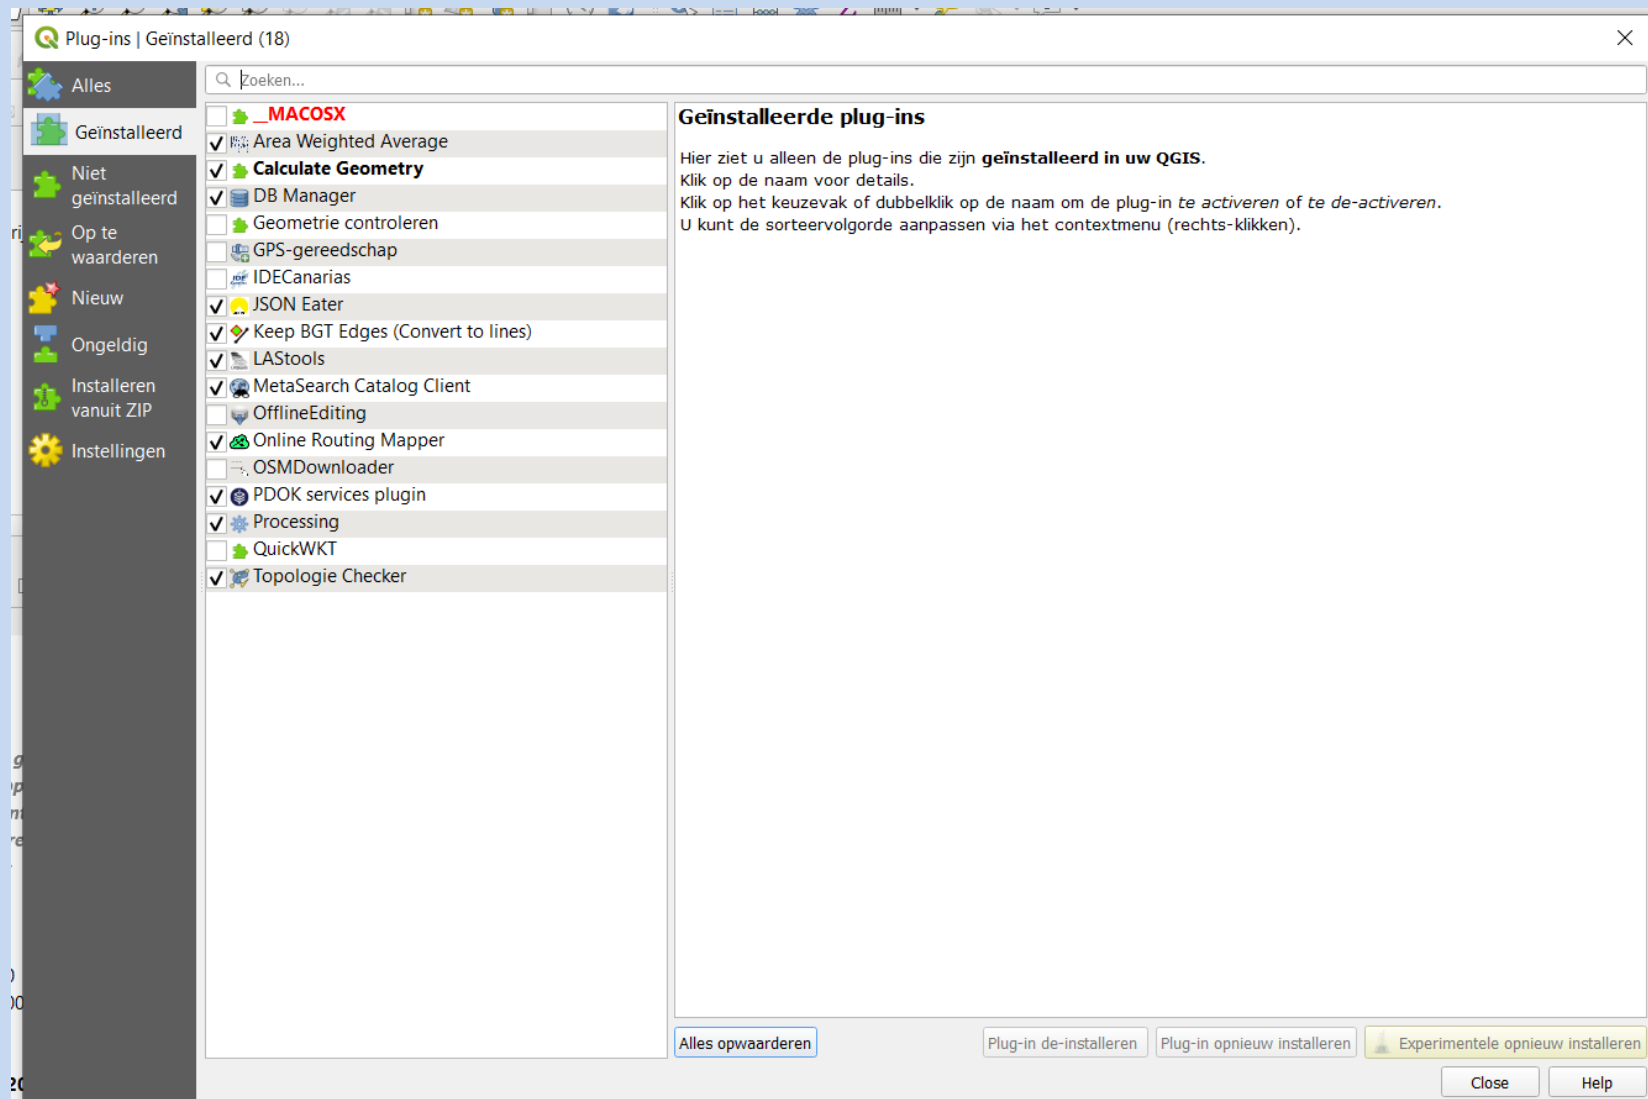 Plug-ins | Geïnstalleerd (18)
Alles
Geïnstalleerd
Niet
geïnstalleerd
Op te
waarderen
Nieuw
Ongeldig
Installeren
vanuit ZIP
Instellingen
Zoeken...
__MACOSX
Area Weighted Average
Calculate Geometry
DB Manager
Geometrie controleren
GPS-gereedschap
IDECanarias
JSON Eater
Keep BGT Edges (Convert to lines)
LAStools
MetaSearch Catalog Client
OfflineEditing
Online Routing Mapper
OSMDownloader
PDOK services plugin
Processing
QuickWKT
Topologie Checker
Geïnstalleerde plug-ins
Hier ziet u alleen de plug-ins die zijn geïnstalleerd in uw QGIS.
Klik op de naam voor details.
Klik op het keuzevak of dubbelklik op de naam om de plug-in te activeren of te de-activeren.
U kunt de sorteervolgorde aanpassen via het contextmenu (rechts-klikken).
Alles opwaarderen
Plug-in de-installeren
Plug-in opnieuw installeren
Experimentele opnieuw installeren
Close
Help